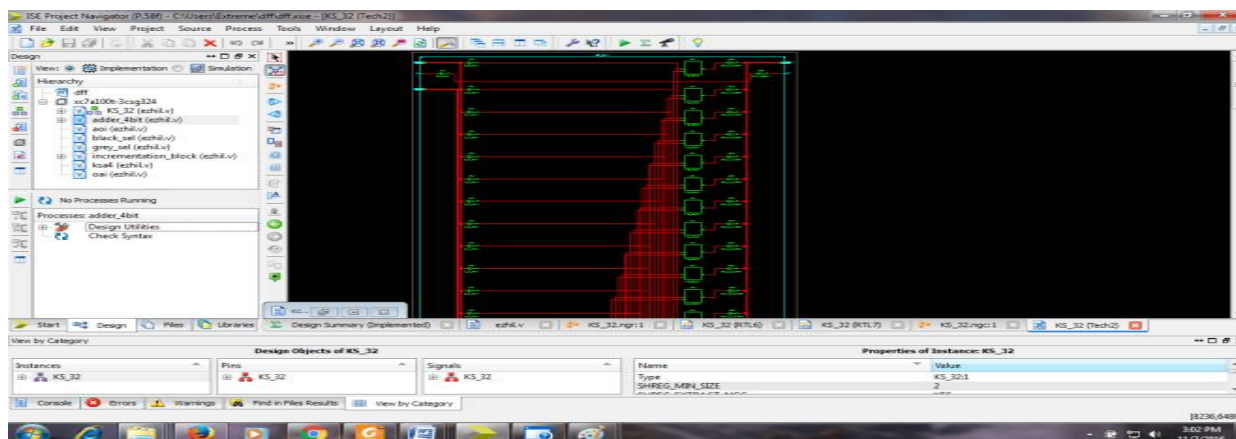 ISE Project Navigator (P.58f) - C:\Users\Extreme\dff\dff.xise - [KS_32 (Tech2)]
File Edit View Project Source Process Tools Window Layout Help
Design
View: Implementation Simulation
Hierarchy
dff
xc7a100t-3csg324
KS_32 (ezhil.v)
adder_4bit (ezhil.v)
aoi (ezhil.v)
black_sel (ezhil.v)
grey_sel (ezhil.v)
incrementation_block (ezhil.v)
ksa4 (ezhil.v)
oai (ezhil.v)
No Processes Running
Processes: adder_4bit
Design Utilities
Check Syntax
Start Design Files Libraries Design Summary (Implemented) ezhil.v KS_32.ngr:1 KS_32 (RTL6) KS_32 (RTL7) KS_32.ngc:1 KS_32 (Tech2)
View by Category
Design Objects of KS_32 Properties of Instance: KS_32
Instances Pins Signals Name Value
KS_32 KS_32 KS_32 Type KS_32:1
SHREG_MIN_SIZE 2
Console Errors Warnings Find in Files Results View by Category
[8236,648
3:02 PM